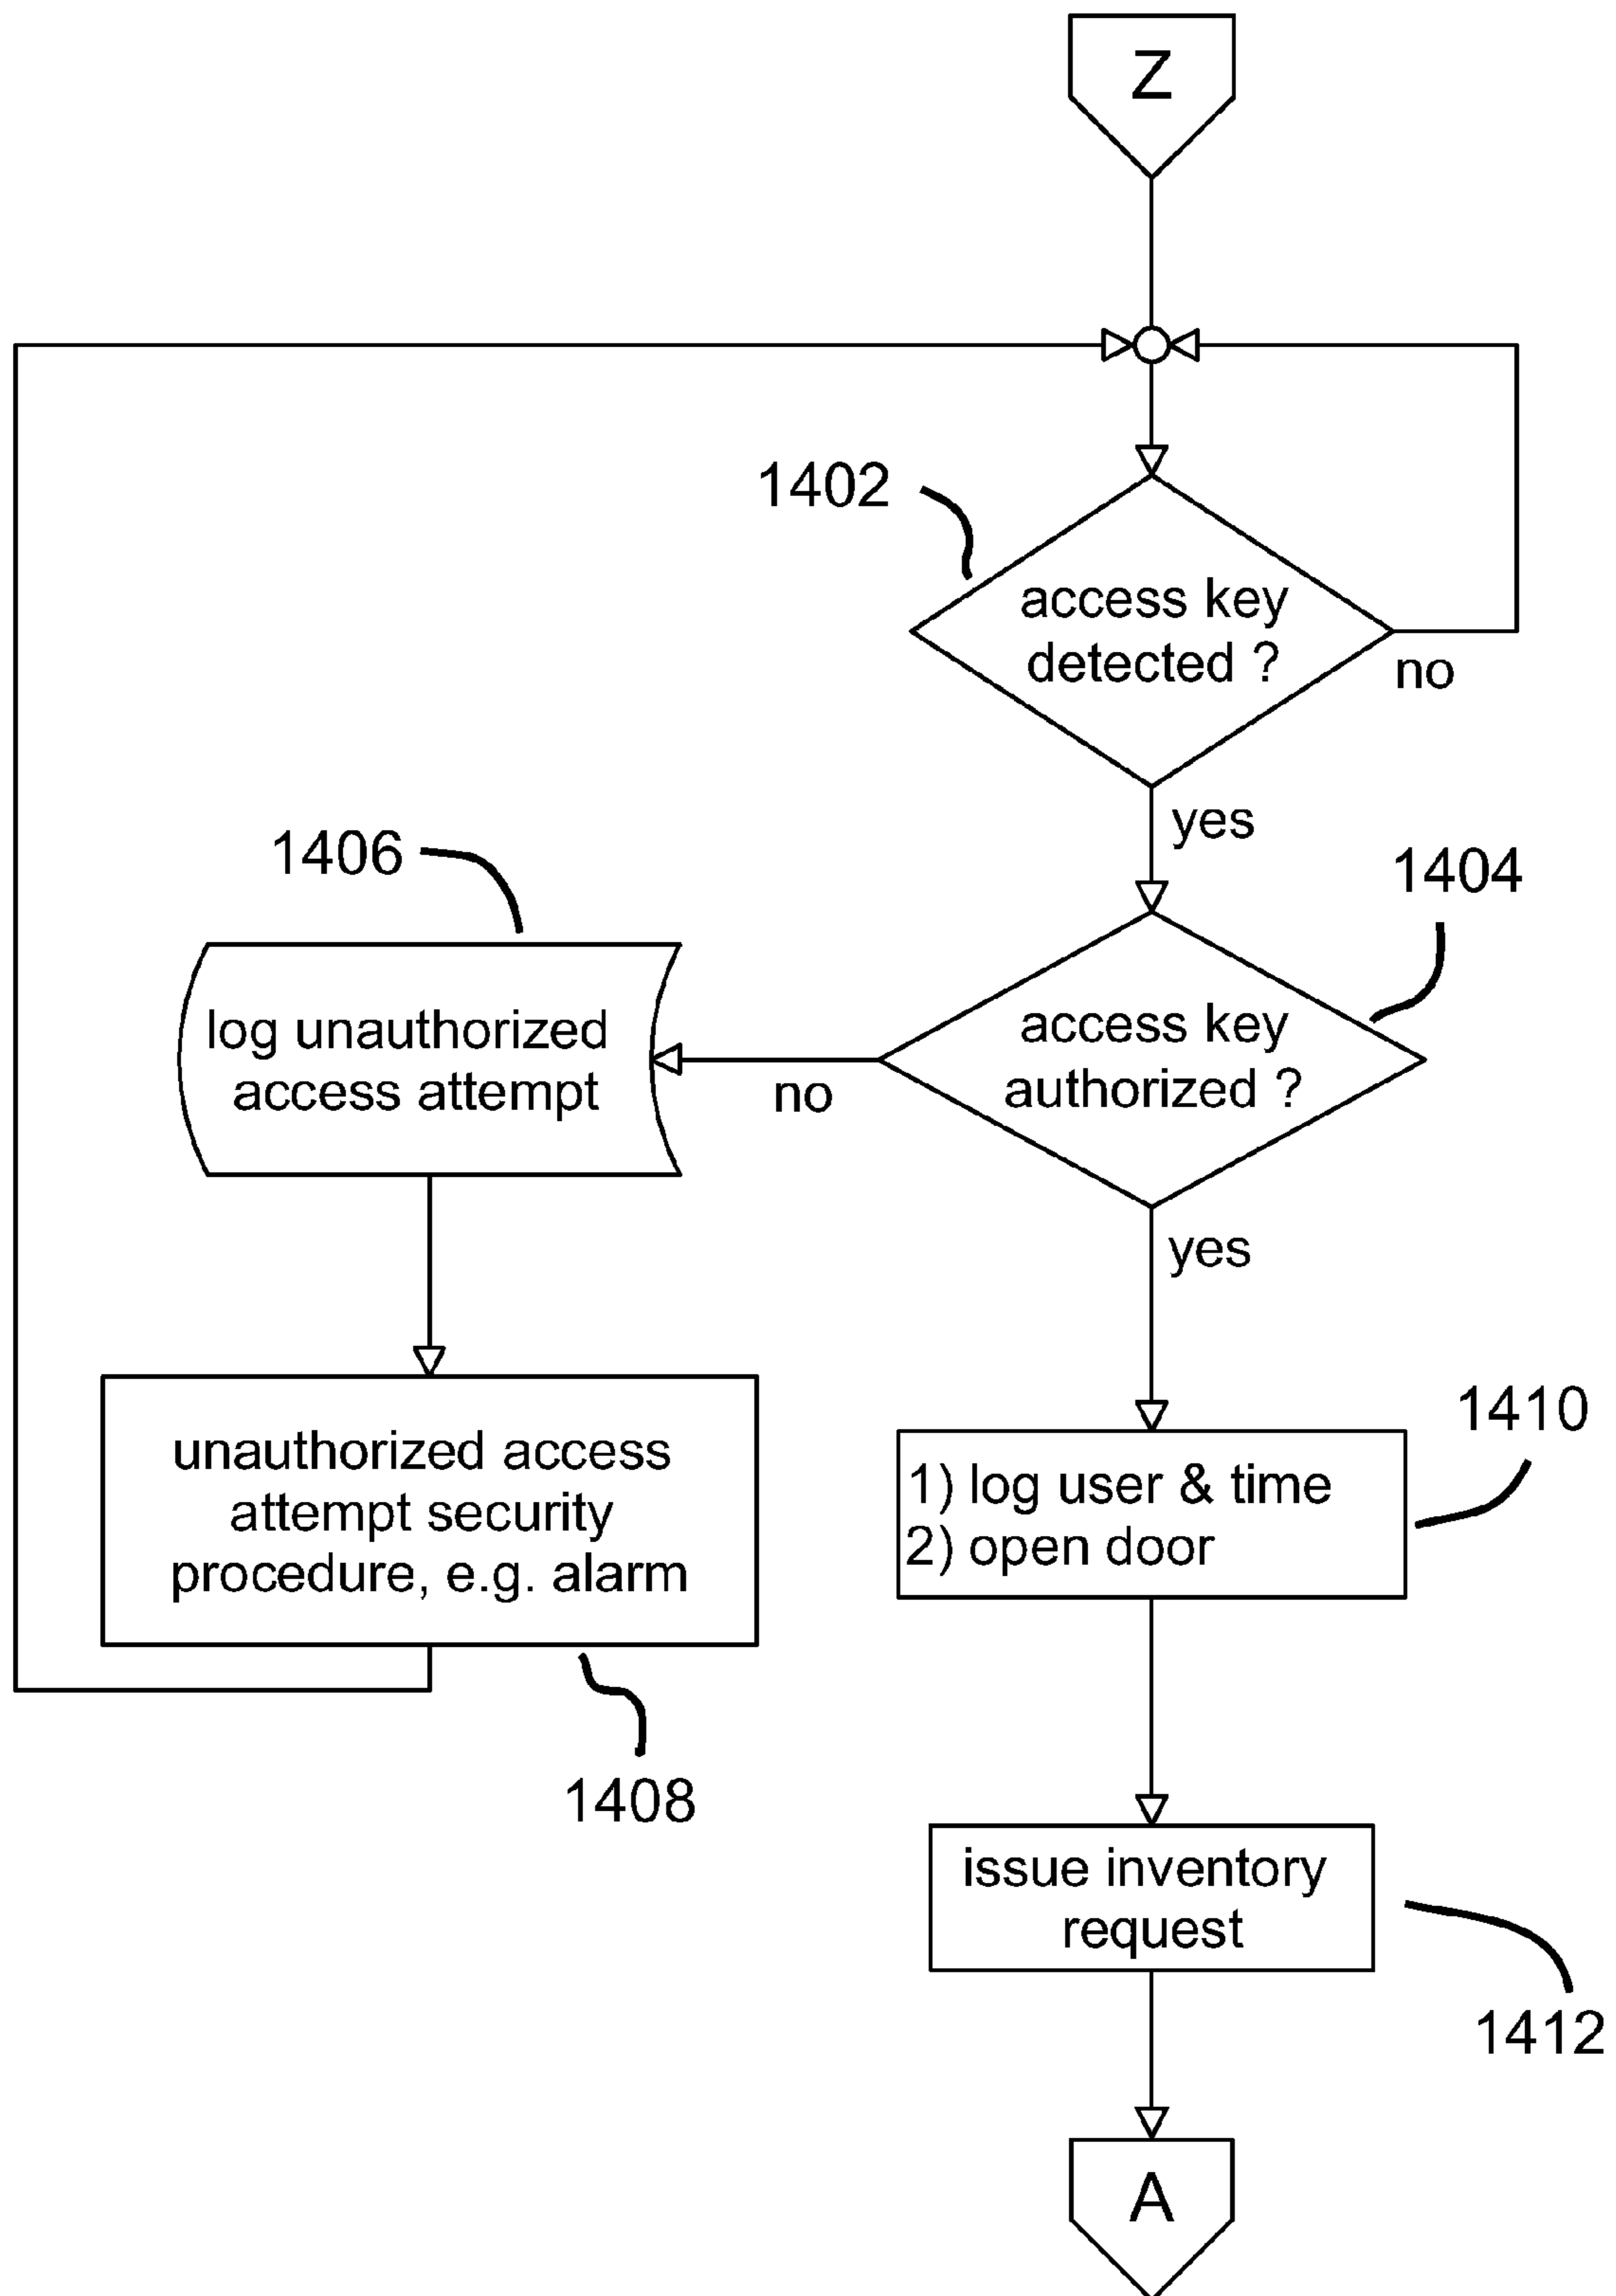 Z
1402
access key
detected ?
no
yes
1406
1404
log unauthorized
access attempt
no
access key
authorized ?
yes
1410
unauthorized access
attempt security
procedure, e.g. alarm
1) log user & time
2) open door
1408
issue inventory
request
1412
A